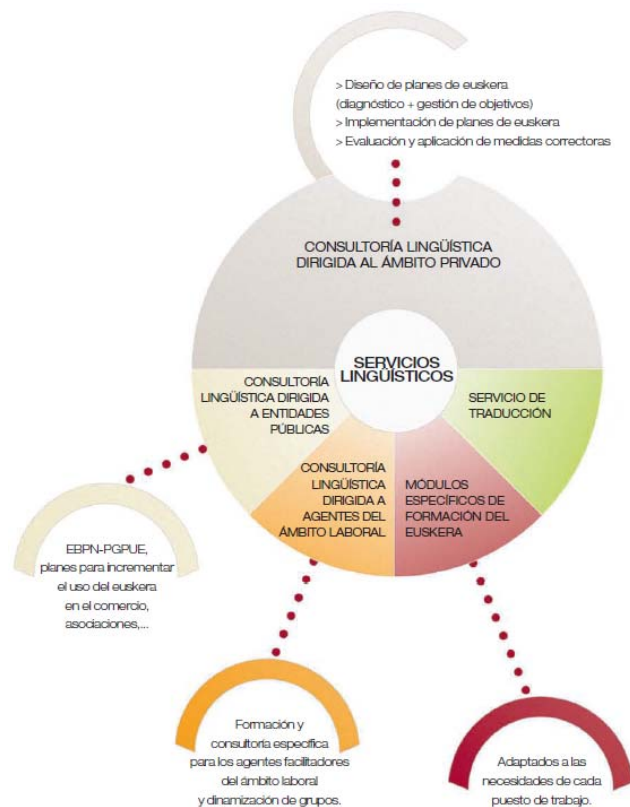 > Diseño de planes de euskera
(diagnóstico + gestión de objetivos)
> Implementación de planes de euskera
> Evaluación y aplicación de medidas correctoras
CONSULTORÍA LINGÜÍSTICA
DIRIGIDA AL ÁMBITO PRIVADO
SERVICIOS
LINGÜÍSTICOS
CONSULTORÍA
LINGÜÍSTICA DIRIGIDA
A ENTIDADES
PÚBLICAS
SERVICIO DE
TRADUCCIÓN
CONSULTORÍA
LINGÜÍSTICA
DIRIGIDA A
AGENTES DEL
ÁMBITO LABORAL
MÓDULOS
ESPECÍFICOS DE
FORMACIÓN DEL
EUSKERA
EBPN-PGPUE,
planes para incrementar
el uso del euskera
en el comercio,
asociaciones,...
Formación y
consultoría específica
para los agentes facilitadores
del ámbito laboral
y dinamización de grupos.
Adaptados a las
necesidades de cada
puesto de trabajo.